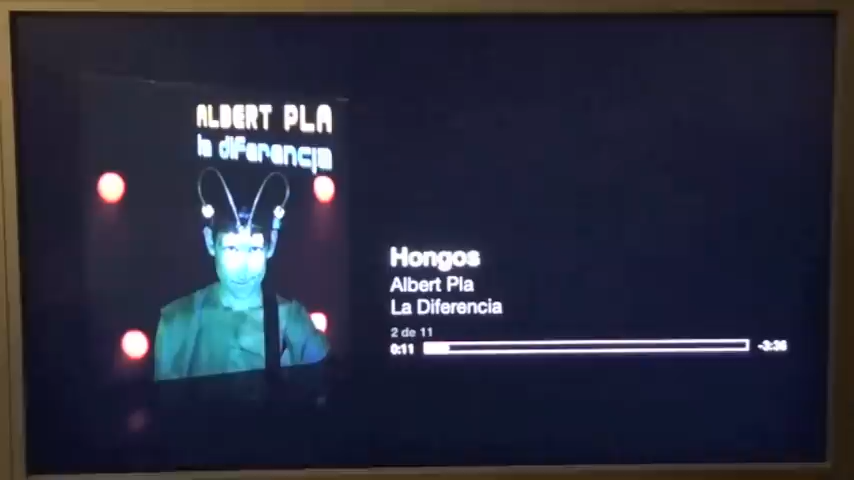 ALBERT PLA
la diferencia
Hongos
Albert Pla
La Diferencia
2 de 11
0:11
-3:36